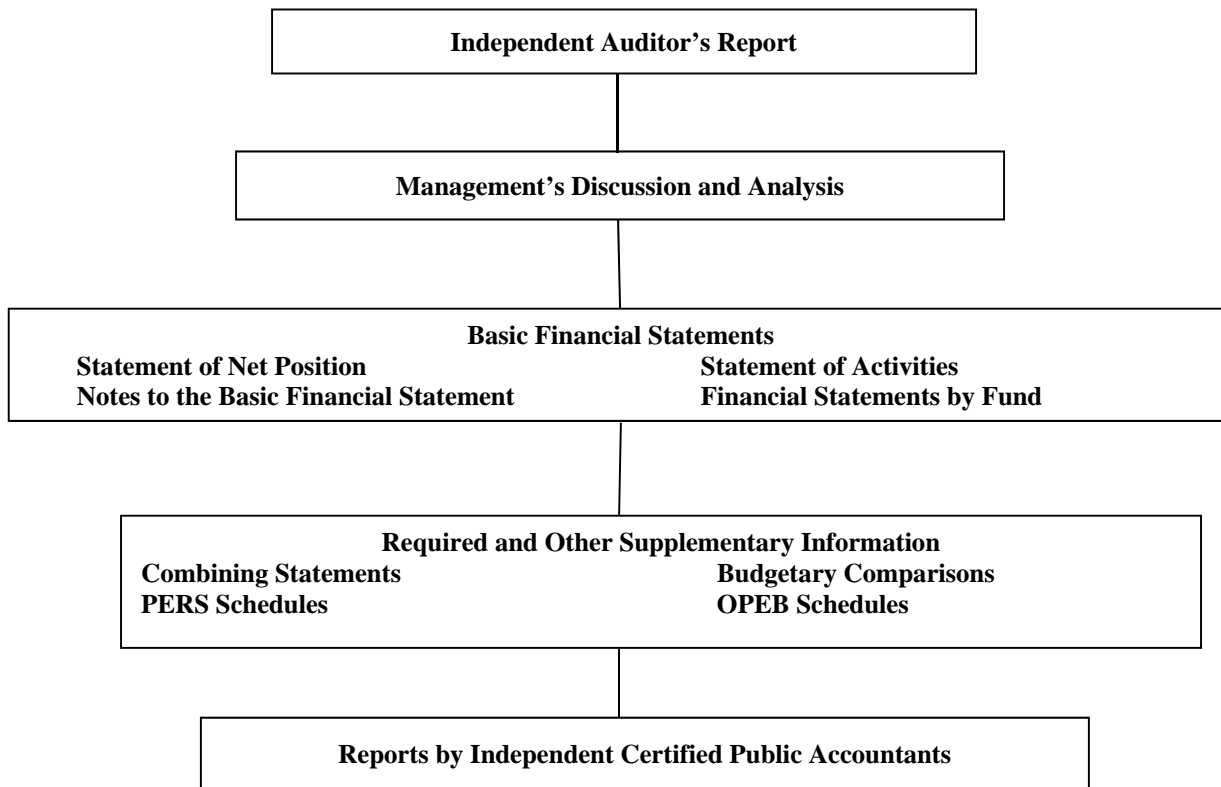 Independent Auditor’s Report
Management’s Discussion and Analysis
Basic Financial Statements
Statement of Net Position Statement of Activities
Notes to the Basic Financial Statement Financial Statements by Fund
Required and Other Supplementary Information
Combining Statements Budgetary Comparisons
PERS Schedules OPEB Schedules
Reports by Independent Certified Public Accountants